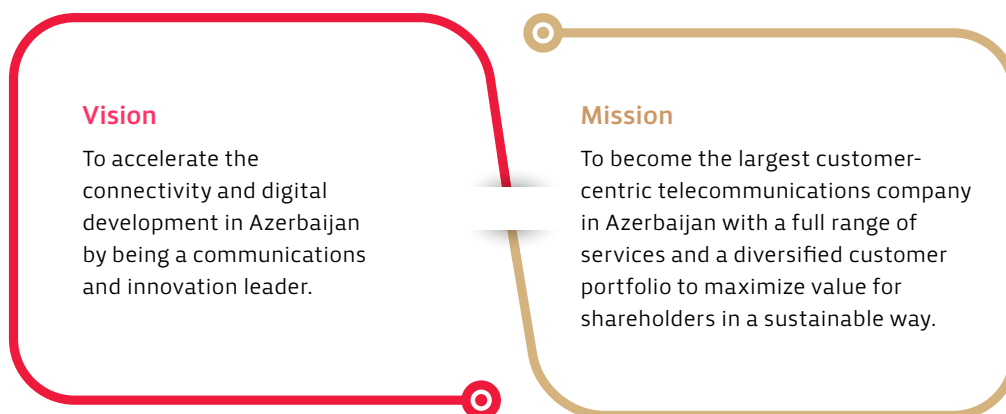 Vision
To accelerate the
connectivity and digital
development in Azerbaijan
by being a communications
and innovation leader.
Mission
To become the largest customer-
centric telecommunications company
in Azerbaijan with a full range of
services and a diversified customer
portfolio to maximize value for
shareholders in a sustainable way.